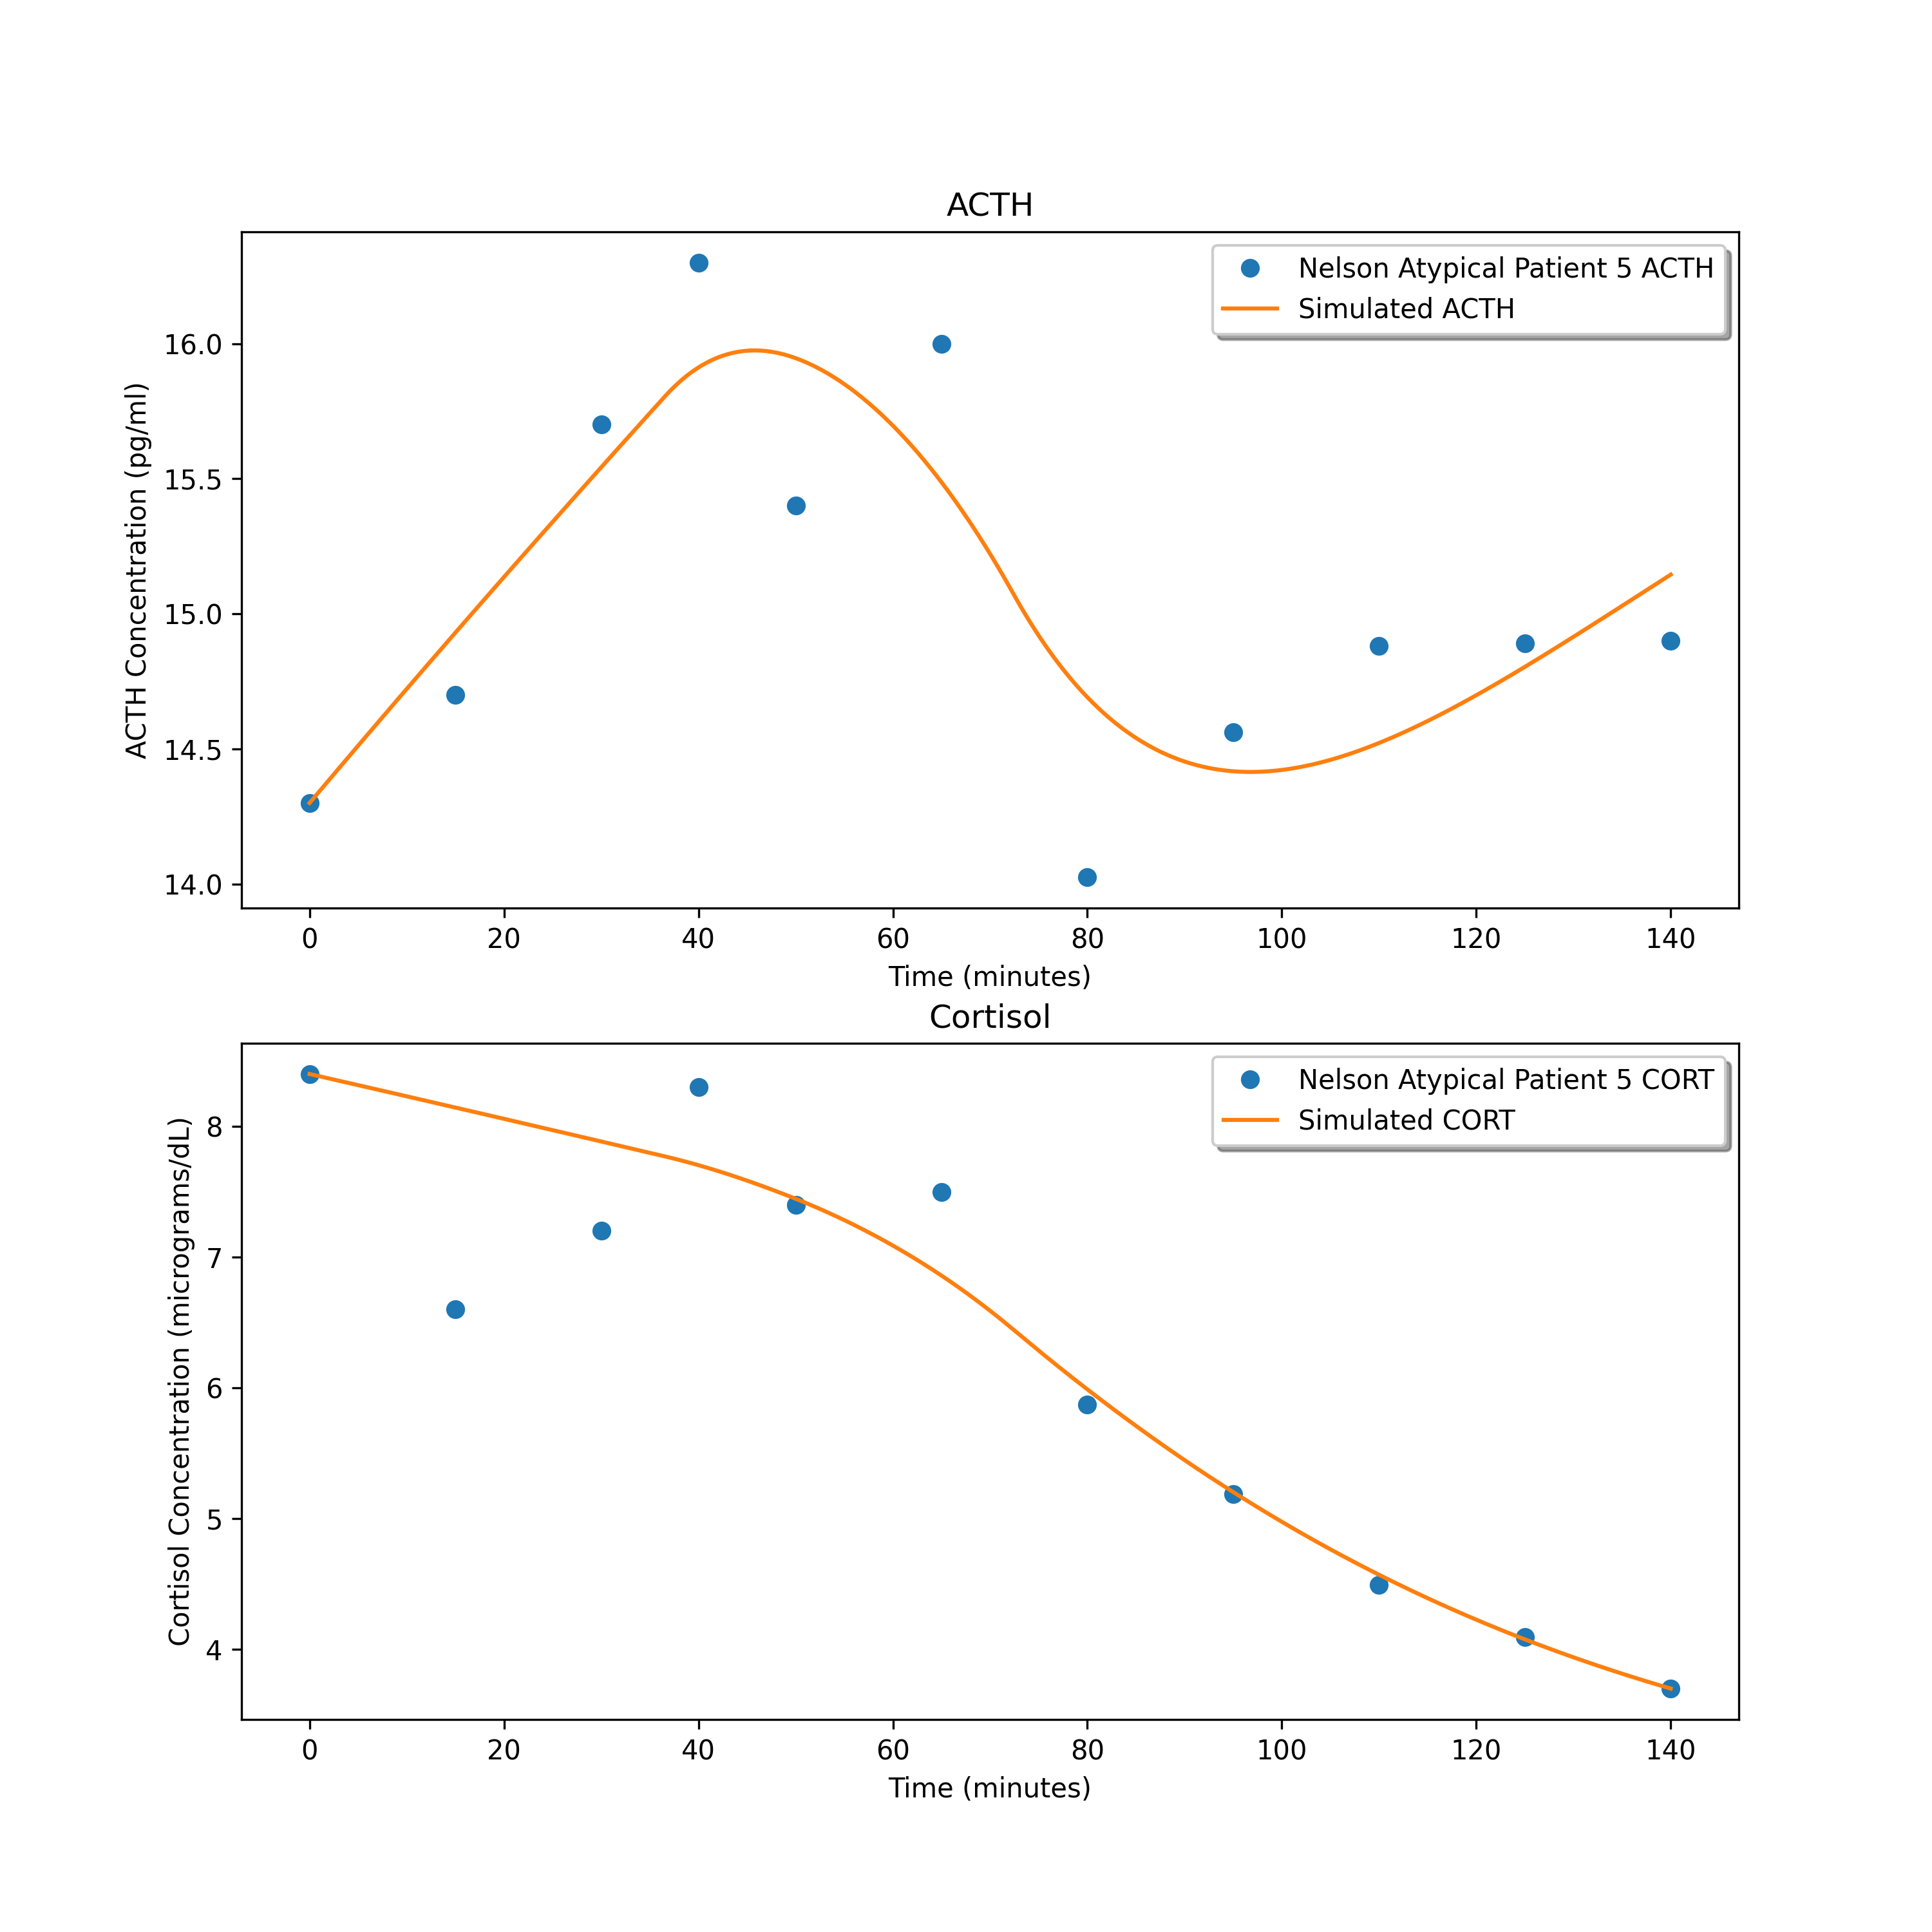 ACTH
Nelson Atypical Patient 5 ACTH
Simulated ACTH
ACTH Concentration (pg/ml)
16.0
15.5
15.0
14.5
14.0
0 20 40 60 80 100 120 140
Time (minutes)
Cortisol
Nelson Atypical Patient 5 CORT
Simulated CORT
Cortisol Concentration (micrograms/dL)
8
7
6
5
4
0 20 40 60 80 100 120 140
Time (minutes)